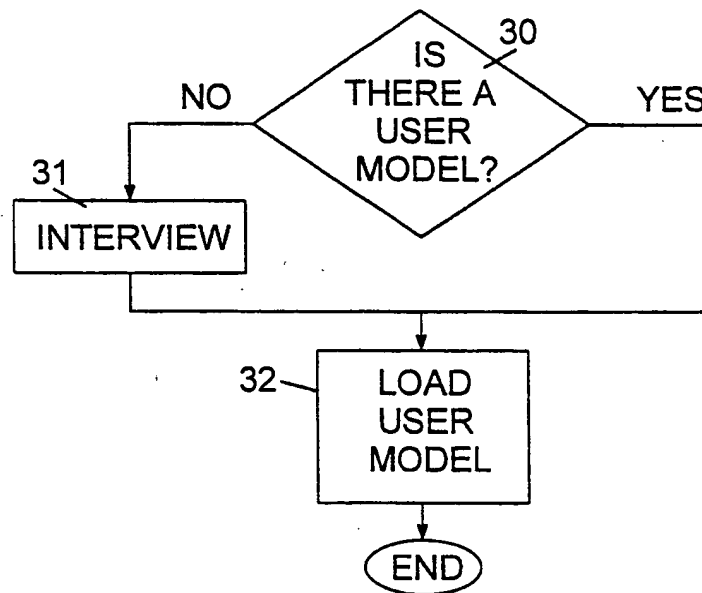 30
IS
THERE A
USER
MODEL?
NO
YES
31
INTERVIEW
32
LOAD
USER
MODEL
END